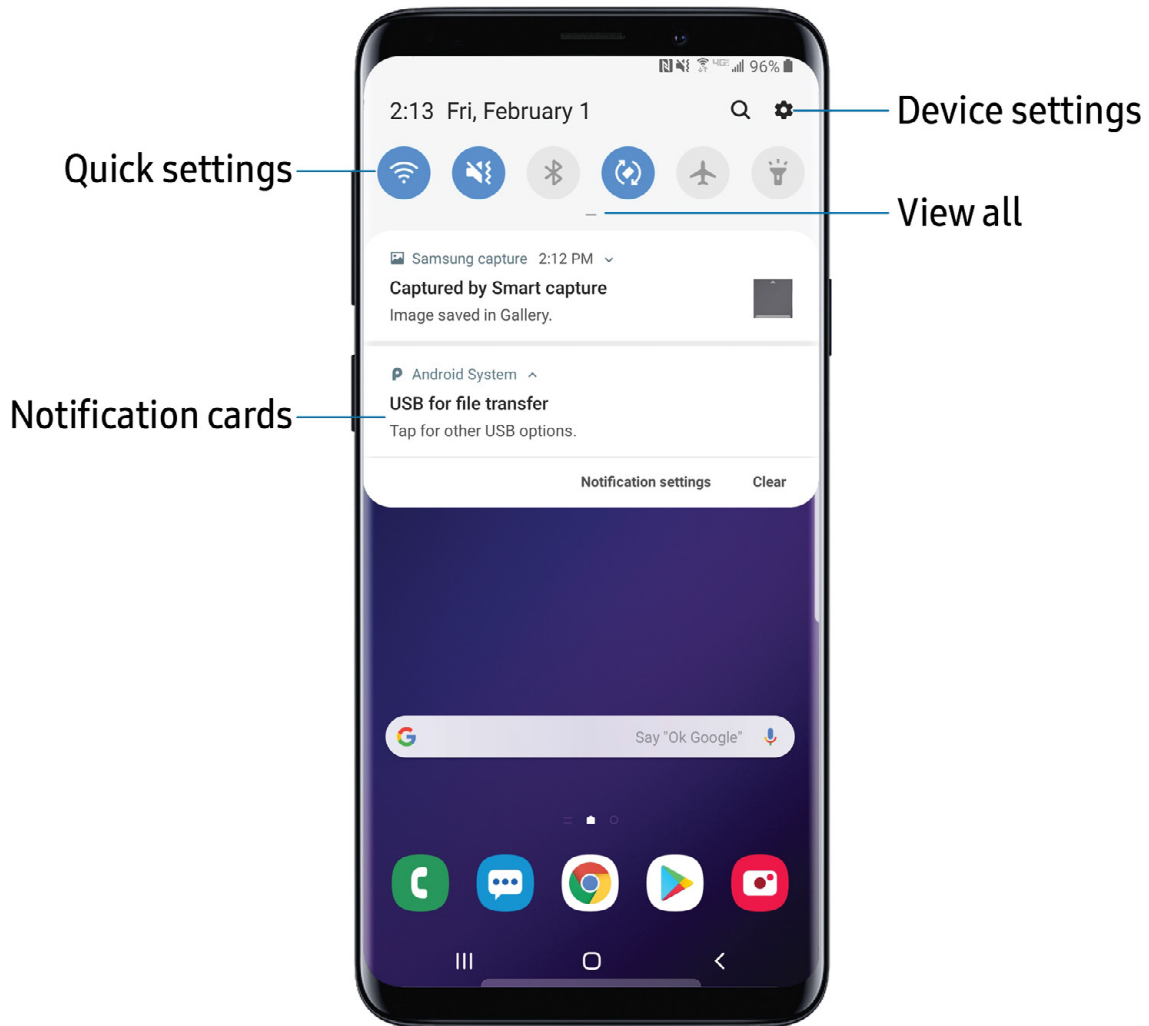 4GE 96%
2:13 Fri, February 1
Device settings
Quick settings
View all
Samsung capture 2:12 PM
Captured by Smart capture
Image saved in Gallery.
Android System
USB for file transfer
Tap for other USB options.
Notification cards
Notification settings Clear
G Say "Ok Google"